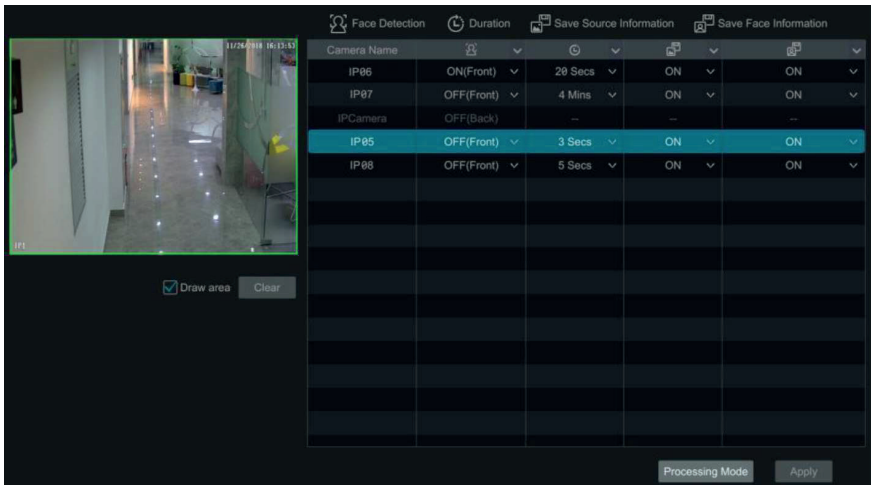 Face Detection Duration Save Source Information Save Face Information
11/26/2018 16:15:53
Camera Name
IP06 ON(Front) 20 Secs ON ON
IP07 OFF(Front) 4 Mins ON ON
IPCamera OFF(Back) -- -- --
IP05 OFF(Front) 3 Secs ON ON
IP08 OFF(Front) 5 Secs ON ON
IP1
Draw area Clear
Processing Mode Apply